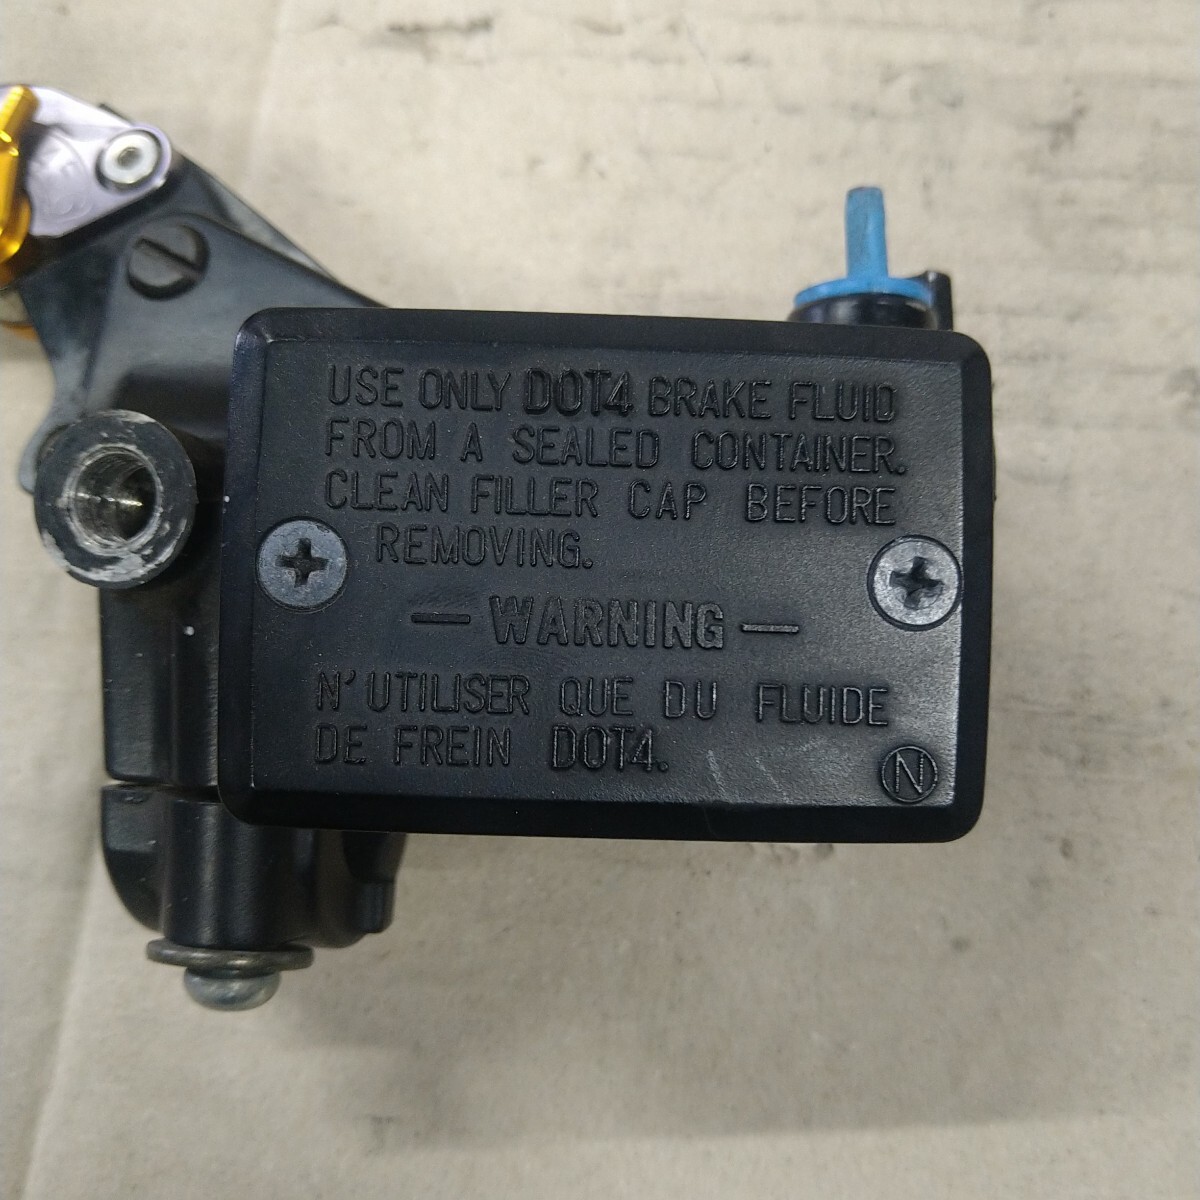 USE ONLY DOT4 BRAKE FLUID
FROM A SEALED CONTAINER.
CLEAN FILLER CAP BEFORE
REMOVING.
— WARNING —
N'UTILISER QUE DU FLUIDE
DE FREIN DOT4.
N